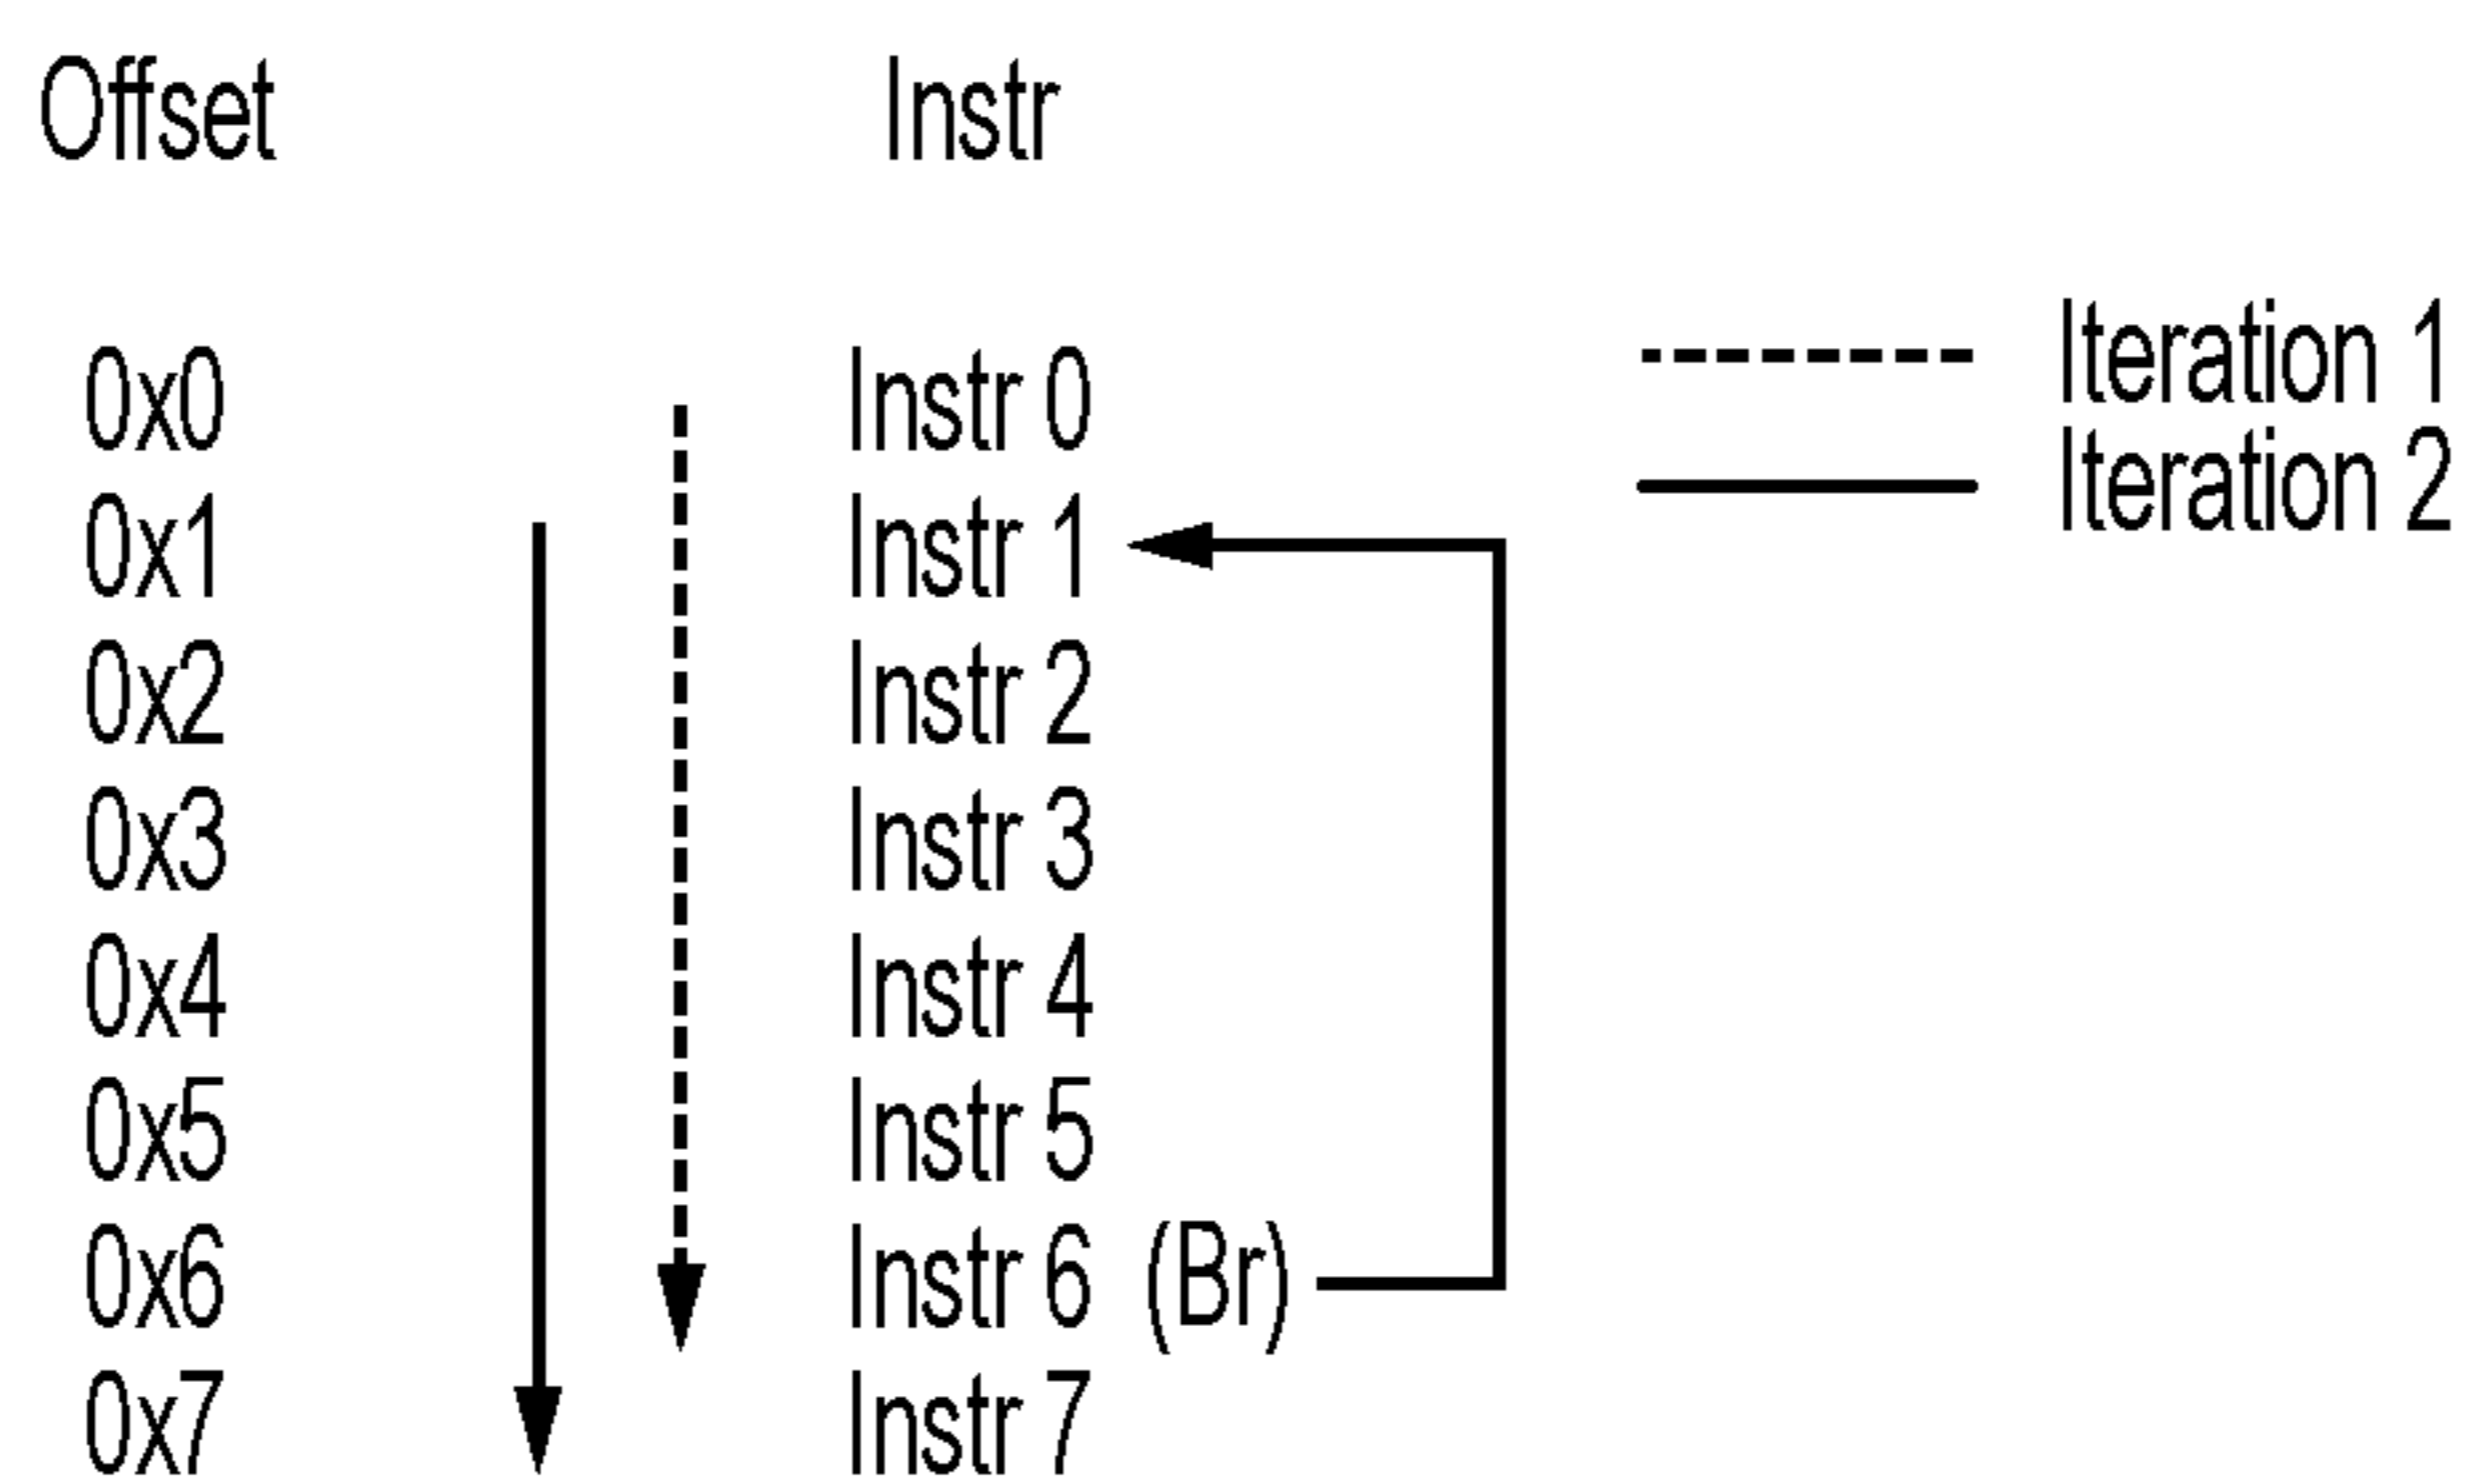 Offset Instr
Iteration 1
0x0 Instr 0
Iteration 2
0x1 Instr 1
0x2 Instr 2
0x3 Instr 3
0x4 Instr 4
0x5 Instr 5
0x6 Instr 6 (Br)
0x7 Instr 7